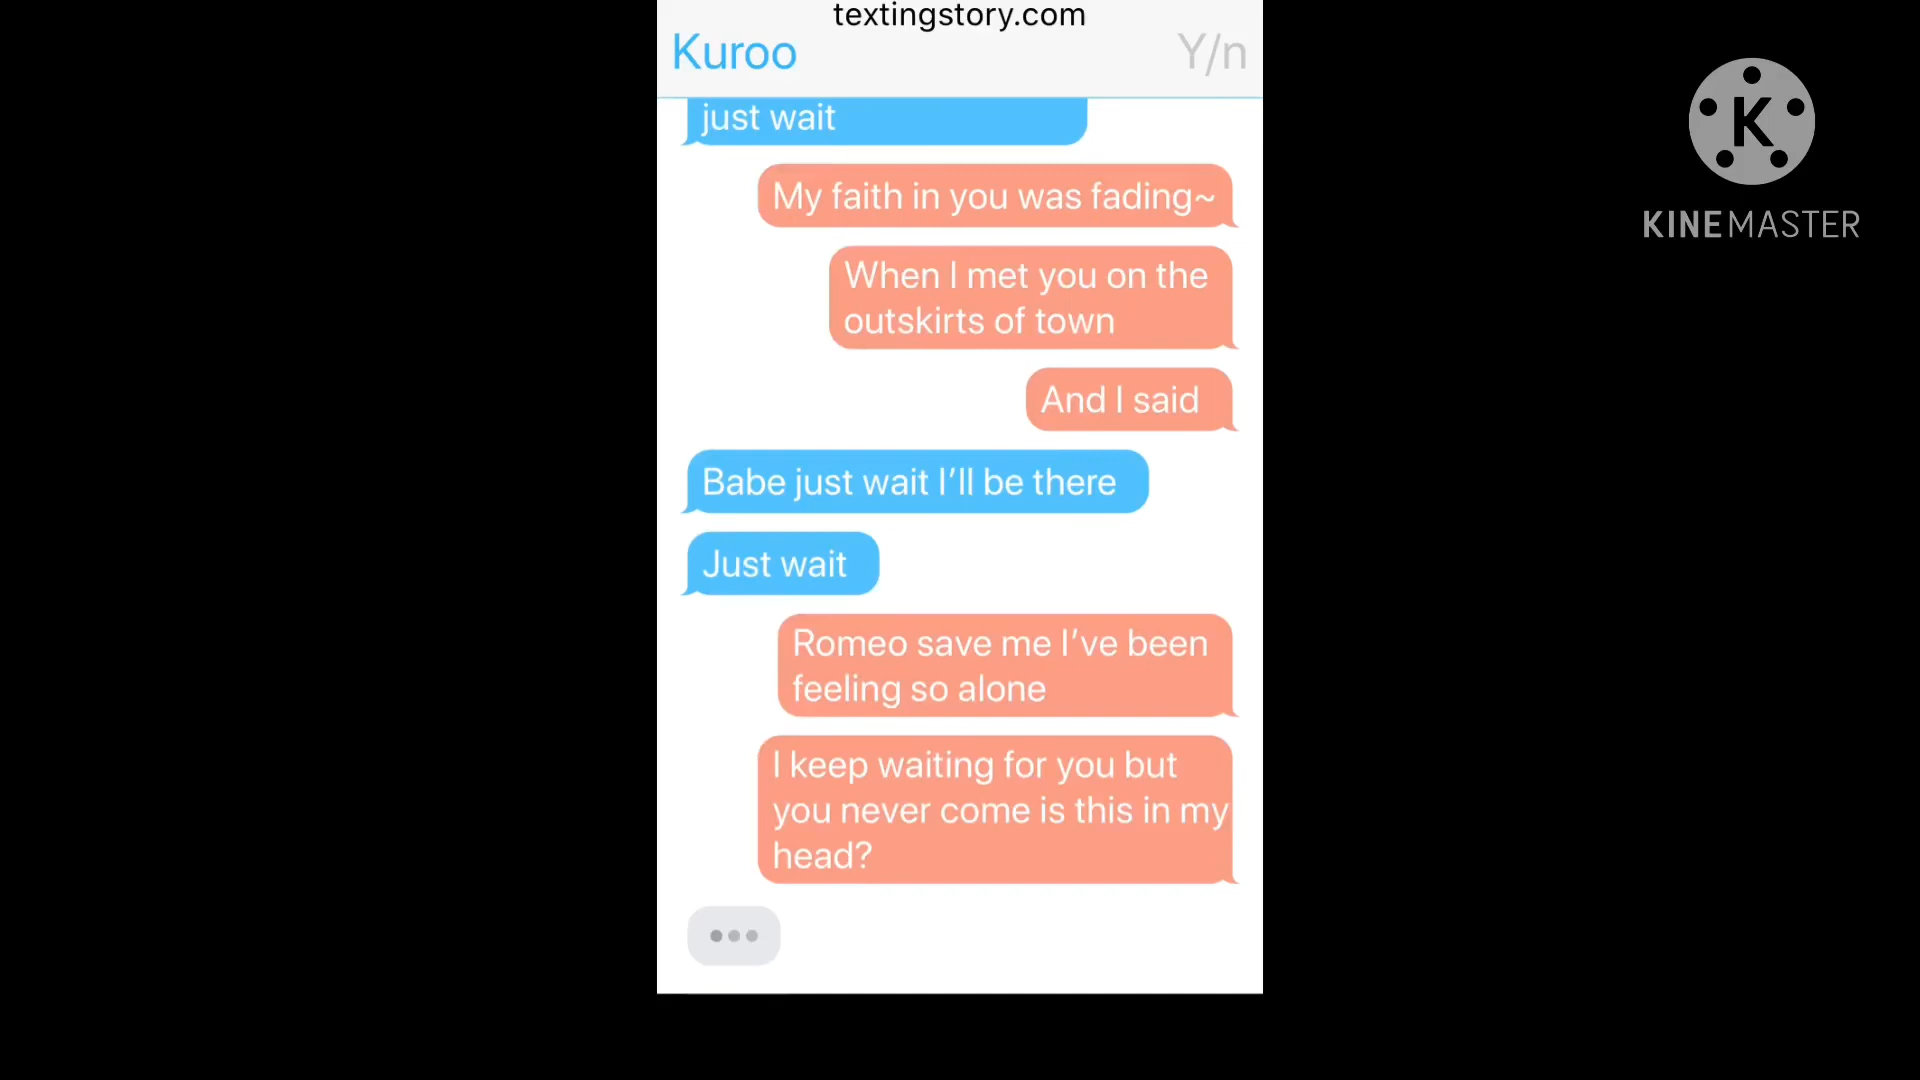 textingstory.com
Kuroo
Y/n
just wait
My faith in you was fading~
When I met you on the
outskirts of town
And I said
Babe just wait I’ll be there
Just wait
Romeo save me I’ve been
feeling so alone
I keep waiting for you but
you never come is this in my
head?
K
KINEMASTER